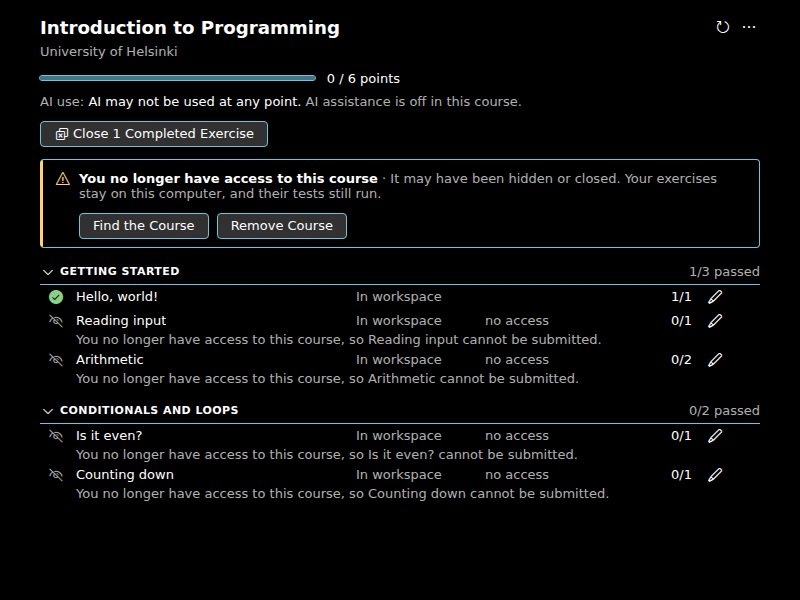 Introduction to Programming
University of Helsinki
0 / 6 points
AI use: AI may not be used at any point. AI assistance is off in this course.
Close 1 Completed Exercise
You no longer have access to this course · It may have been hidden or closed. Your exercises
stay on this computer, and their tests still run.
Find the Course Remove Course
GETTING STARTED 1/3 passed
Hello, world! In workspace 1/1
Reading input In workspace no access 0/1
You no longer have access to this course, so Reading input cannot be submitted.
Arithmetic In workspace no access 0/2
You no longer have access to this course, so Arithmetic cannot be submitted.
CONDITIONALS AND LOOPS 0/2 passed
Is it even? In workspace no access 0/1
You no longer have access to this course, so Is it even? cannot be submitted.
Counting down In workspace no access 0/1
You no longer have access to this course, so Counting down cannot be submitted.